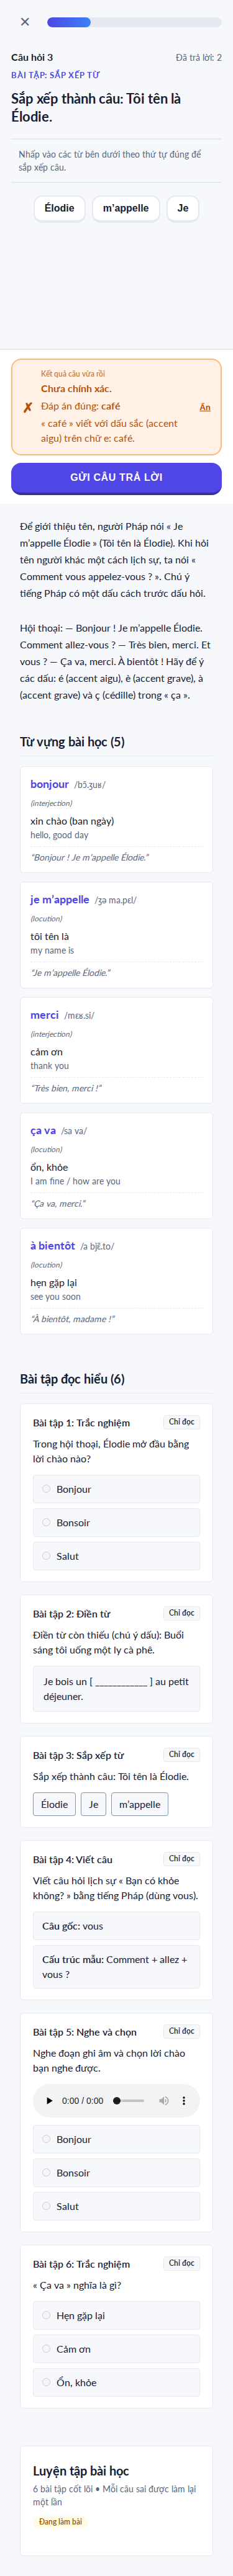 ✕
Câu hỏi 3
Đã trả lời: 2
BÀI TẬP: SẮP XẾP TỪ
Sắp xếp thành câu: Tôi tên là
Élodie.
Nhấp vào các từ bên dưới theo thứ tự đúng để
sắp xếp câu.
Élodie
m’appelle
Je
Kết quả câu vừa rồi
Chưa chính xác.
✗ Đáp án đúng: café
Ẩn
« café » viết với dấu sắc (accent
aigu) trên chữ e: café.
GỬI CÂU TRẢ LỜI
Để giới thiệu tên, người Pháp nói « Je
m’appelle Élodie » (Tôi tên là Élodie). Khi hỏi
tên người khác một cách lịch sự, ta nói «
Comment vous appelez-vous ? ». Chú ý
tiếng Pháp có một dấu cách trước dấu hỏi.
Hội thoại: — Bonjour ! Je m’appelle Élodie.
Comment allez-vous ? — Très bien, merci. Et
vous ? — Ça va, merci. À bientôt ! Hãy để ý
các dấu: é (accent aigu), è (accent grave), à
(accent grave) và ç (cédille) trong « ça ».
Từ vựng bài học (5)
bonjour /bɔ̃.ʒuʁ/
(interjection)
xin chào (ban ngày)
hello, good day
“Bonjour ! Je m’appelle Élodie.”
je m’appelle /ʒə ma.pɛl/
(locution)
tôi tên là
my name is
“Je m’appelle Élodie.”
merci /mɛʁ.si/
(interjection)
cảm ơn
thank you
“Très bien, merci !”
ça va /sa va/
(locution)
ổn, khỏe
I am fine / how are you
“Ça va, merci.”
à bientôt /a bjɛ̃.to/
(locution)
hẹn gặp lại
see you soon
“À bientôt, madame !”
Bài tập đọc hiểu (6)
Bài tập 1: Trắc nghiệm
Chỉ đọc
Trong hội thoại, Élodie mở đầu bằng
lời chào nào?
Bonjour
Bonsoir
Salut
Bài tập 2: Điền từ
Chỉ đọc
Điền từ còn thiếu (chú ý dấu): Buổi
sáng tôi uống một ly cà phê.
Je bois un [ ____________ ] au petit
déjeuner.
Bài tập 3: Sắp xếp từ
Chỉ đọc
Sắp xếp thành câu: Tôi tên là Élodie.
Élodie
Je
m’appelle
Bài tập 4: Viết câu
Chỉ đọc
Viết câu hỏi lịch sự « Bạn có khỏe
không? » bằng tiếng Pháp (dùng vous).
Câu gốc: vous
Cấu trúc mẫu: Comment + allez +
vous ?
Bài tập 5: Nghe và chọn
Chỉ đọc
Nghe đoạn ghi âm và chọn lời chào
bạn nghe được.
0:00 / 0:00
Bonjour
Bonsoir
Salut
Bài tập 6: Trắc nghiệm
Chỉ đọc
« Ça va » nghĩa là gì?
Hẹn gặp lại
Cảm ơn
Ổn, khỏe
Luyện tập bài học
6 bài tập cốt lõi • Mỗi câu sai được làm lại
một lần
Đang làm bài